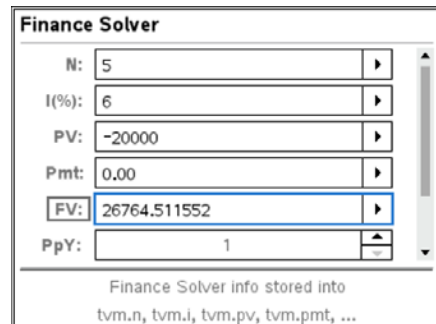 Finance Solver
N: 5
I(%): 6
PV: -20000
Pmt: 0.00
FV: 26764.511552
PpY: 1
Finance Solver info stored into
tvm.n, tvm.i, tvm.pv, tvm.pmt, ...